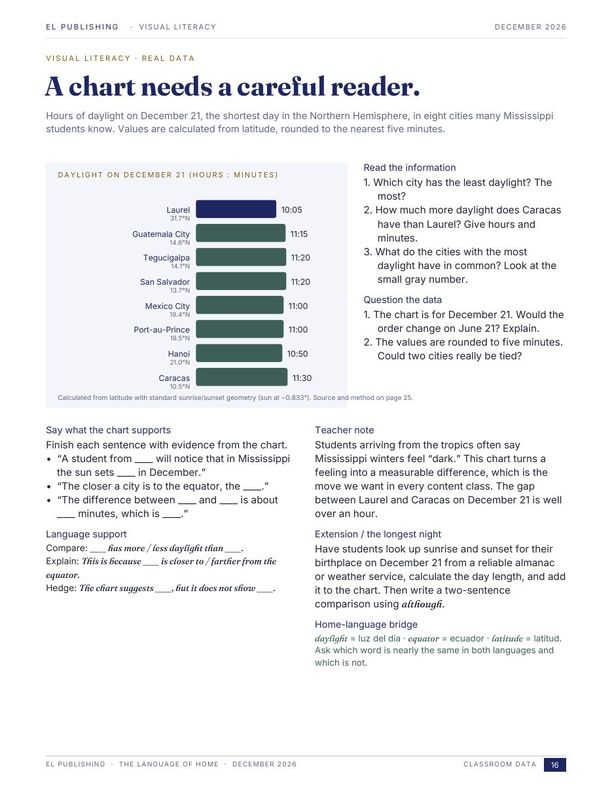 EL PUBLISHING · VISUAL LITERACY
DECEMBER 2026
VISUAL LITERACY · REAL DATA
A chart needs a careful reader.
Hours of daylight on December 21, the shortest day in the Northern Hemisphere, in eight cities many Mississippi
students know. Values are calculated from latitude, rounded to the nearest five minutes.
DAYLIGHT ON DECEMBER 21 (HOURS : MINUTES)
Laurel 10:05
31.7°N
Guatemala City 11:15
14.6°N
Tegucigalpa 11:20
14.1°N
San Salvador 11:20
13.7°N
Mexico City 11:00
19.4°N
Port-au-Prince 11:00
18.5°N
Hanoi 10:50
21.0°N
Caracas 11:30
10.5°N
Calculated from latitude with standard sunrise/sunset geometry (sun at −0.833°). Source and method on page 25.
Read the information
1. Which city has the least daylight? The
most?
2. How much more daylight does Caracas
have than Laurel? Give hours and
minutes.
3. What do the cities with the most
daylight have in common? Look at the
small gray number.
Question the data
1. The chart is for December 21. Would the
order change on June 21? Explain.
2. The values are rounded to five minutes.
Could two cities really be tied?
Say what the chart supports
Finish each sentence with evidence from the chart.
• “A student from ____ will notice that in Mississippi
the sun sets ____ in December.”
• “The closer a city is to the equator, the ____.”
• “The difference between ____ and ____ is about
____ minutes, which is ____.”
Language support
Compare: ____ has more / less daylight than ____.
Explain: This is because ____ is closer to / farther from the
equator.
Hedge: The chart suggests ____, but it does not show ____.
Teacher note
Students arriving from the tropics often say
Mississippi winters feel “dark.” This chart turns a
feeling into a measurable difference, which is the
move we want in every content class. The gap
between Laurel and Caracas on December 21 is well
over an hour.
Extension / the longest night
Have students look up sunrise and sunset for their
birthplace on December 21 from a reliable almanac
or weather service, calculate the day length, and add
it to the chart. Then write a two-sentence
comparison using although.
Home-language bridge
daylight = luz del día · equator = ecuador · latitude = latitud.
Ask which word is nearly the same in both languages and
which is not.
EL PUBLISHING · THE LANGUAGE OF HOME · DECEMBER 2026
CLASSROOM DATA 16